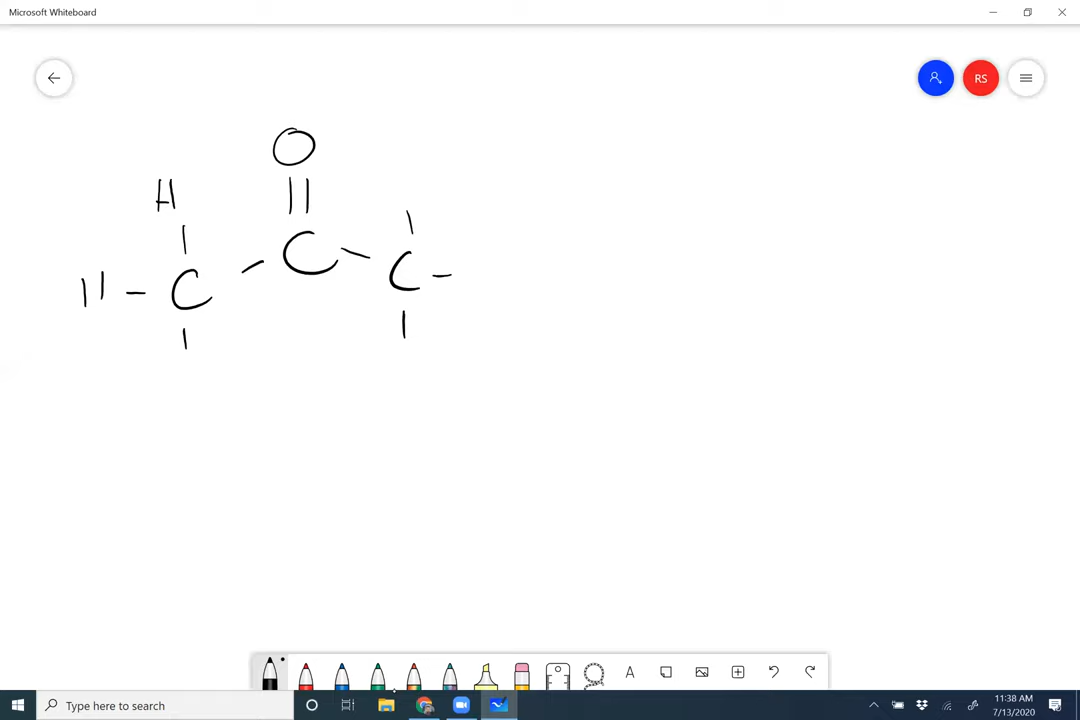 Microsoft Whiteboard
RS
O
H
C
C
C
A
Type here to search
11:38 AM
7/13/2020